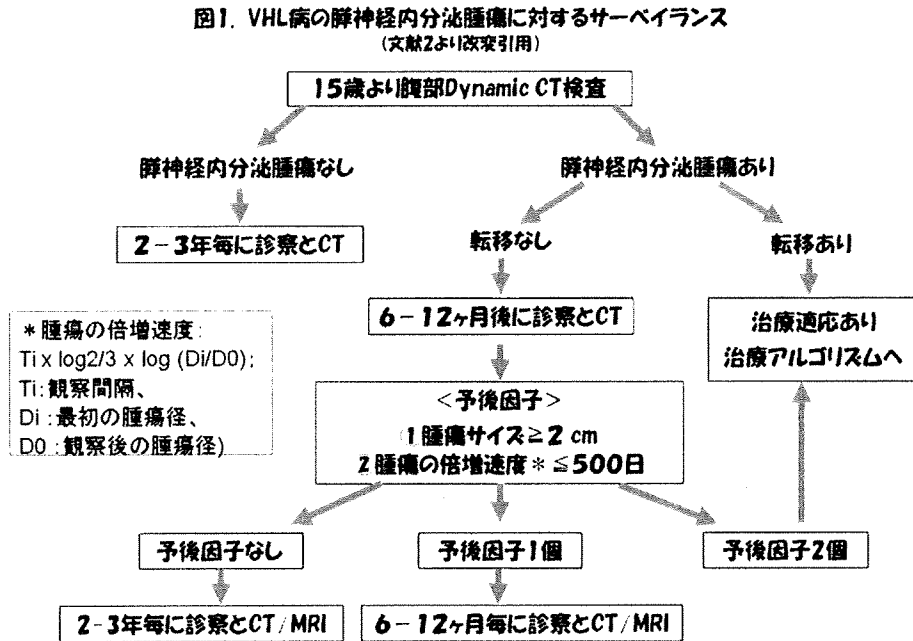 図1. VHL病の膵神経内分泌腫瘍に対するサーベイランス
(文献2より改変引用)
15歳より腹部Dynamic CT検査
膵神経内分泌腫瘍なし
膵神経内分泌腫瘍あり
2-3年毎に診察とCT
転移なし
転移あり
6-12ヶ月後に診察とCT
治療適応あり
治療アルゴリズムへ
*腫瘍の倍増速度:
Ti x log2/3 x log (Di/D0);
Ti:観察間隔、
Di:最初の腫瘍径、
D0:観察後の腫瘍径)
<予後因子>
1 腫瘍サイズ≧2 cm
2 腫瘍の倍増速度*≦500日
予後因子なし
予後因子1個
予後因子2個
2-3年毎に診察とCT/MRI
6-12ヶ月毎に診察とCT/MRI